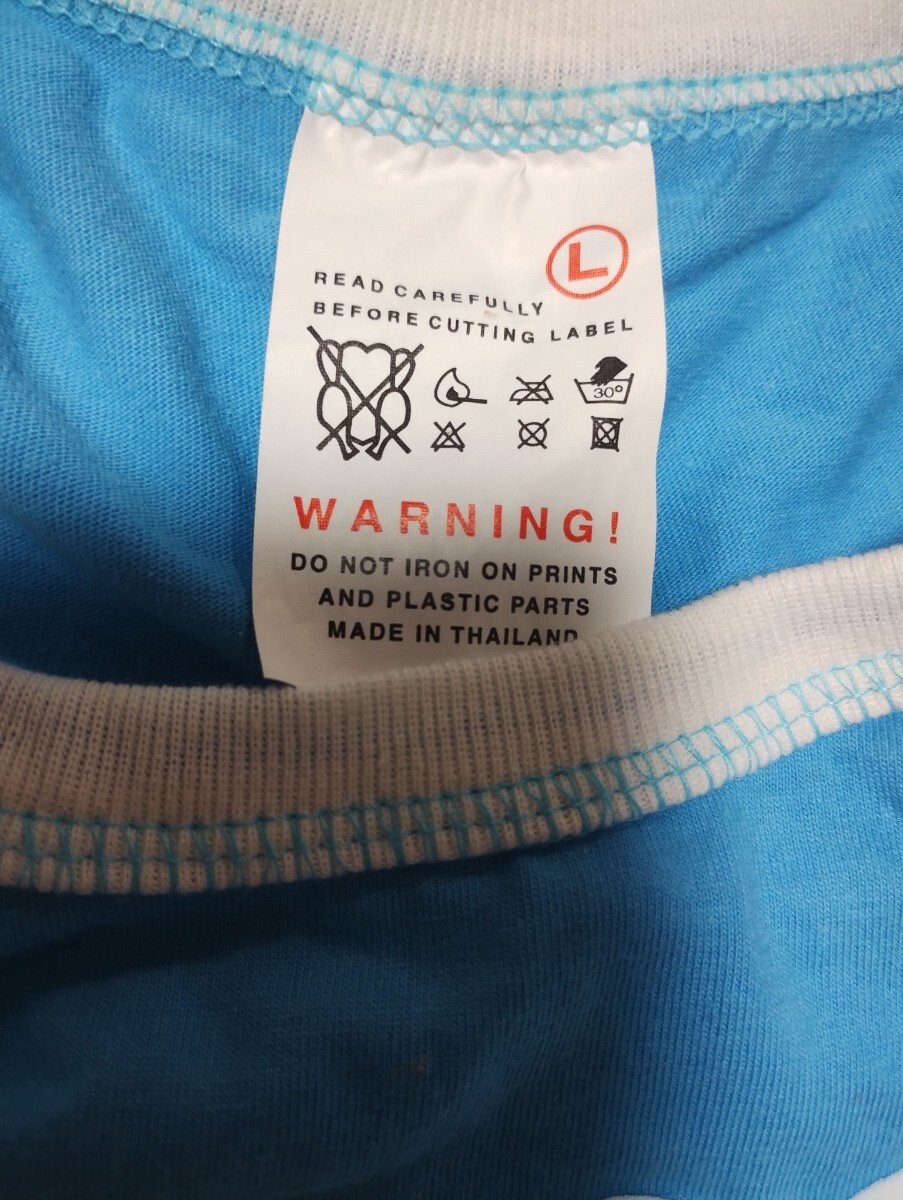 L
READ CAREFULLY
BEFORE CUTTING LABEL
30°
WARNING!
DO NOT IRON ON PRINTS
AND PLASTIC PARTS
MADE IN THAILAND